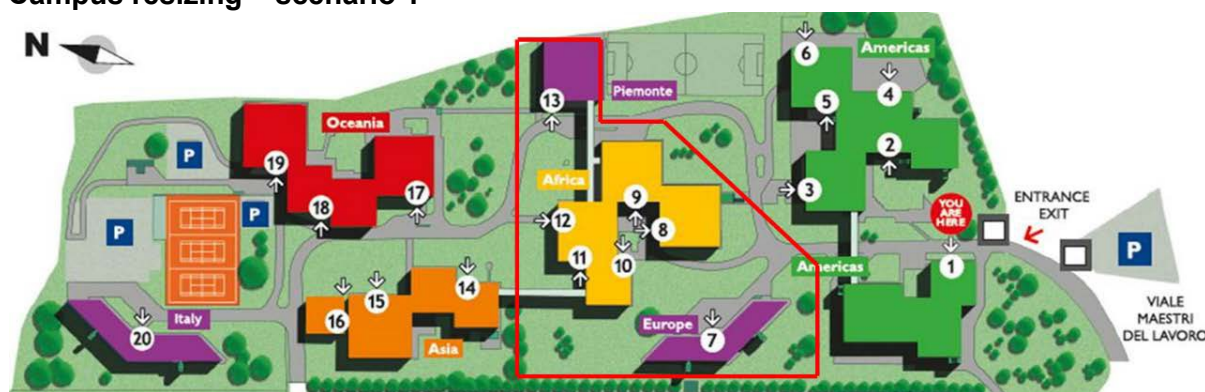 Campus resizing – scenario 1
N
6
Americas
4
13
Piemonte
5
Oceania
P
2
19
Africa
9
3
17
YOU
ARE
HERE
ENTRANCE
EXIT
18
P
12
8
P
10
11
1
P
14
Americas
15
VIALE
MAESTRI
DEL LAVORO
16
Italy
Europe
7
20
Asia